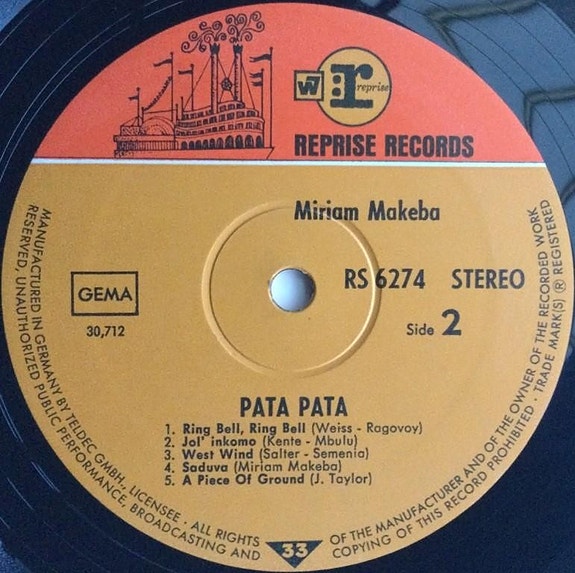 W7
:r
reprise
REPRISE RECORDS
Miriam Makeba
RS 6274 STEREO
GEMA
30,712
Side 2
PATA PATA
1. Ring Bell, Ring Bell (Weiss - Ragovoy)
2. Jol' inkomo (Kente - Mbulu)
3. West Wind (Salter - Semenia)
4. Saduva (Miriam Makeba)
5. A Piece Of Ground (J. Taylor)
33
MANUFACTURED IN GERMANY BY TELDEC GMBH., LICENSEE · ALL RIGHTS OF THE MANUFACTURER AND OF THE OWNER OF THE RECORDED WORK
RESERVED, UNAUTHORIZED PUBLIC PERFORMANCE, BROADCASTING AND COPYING OF THIS RECORD PROHIBITED · TRADE MARK(S) ® REGISTERED